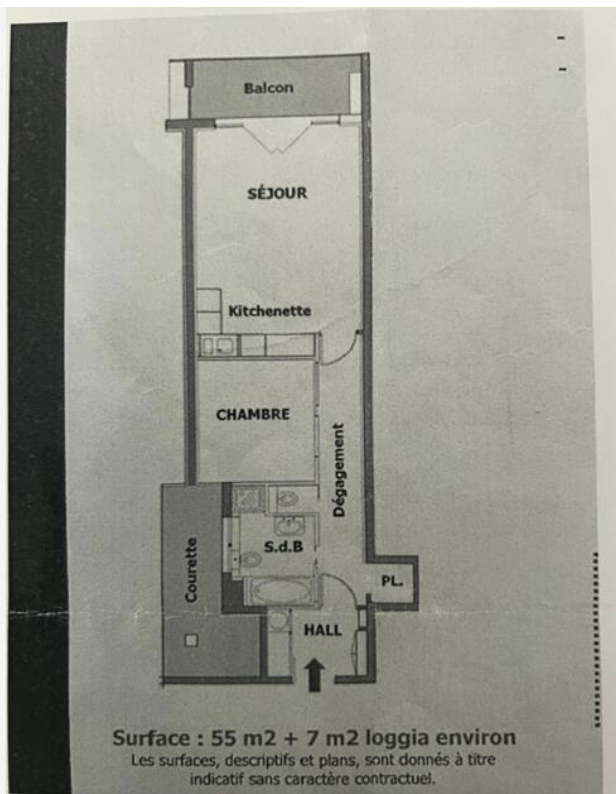 Balcon
SÉJOUR
Kitchenette
CHAMBRE
Dégagement
S.d.B
Courette
PL.
HALL
Surface : 55 m2 + 7 m2 loggia environ
Les surfaces, descriptifs et plans, sont donnés à titre
indicatif sans caractère contractuel.